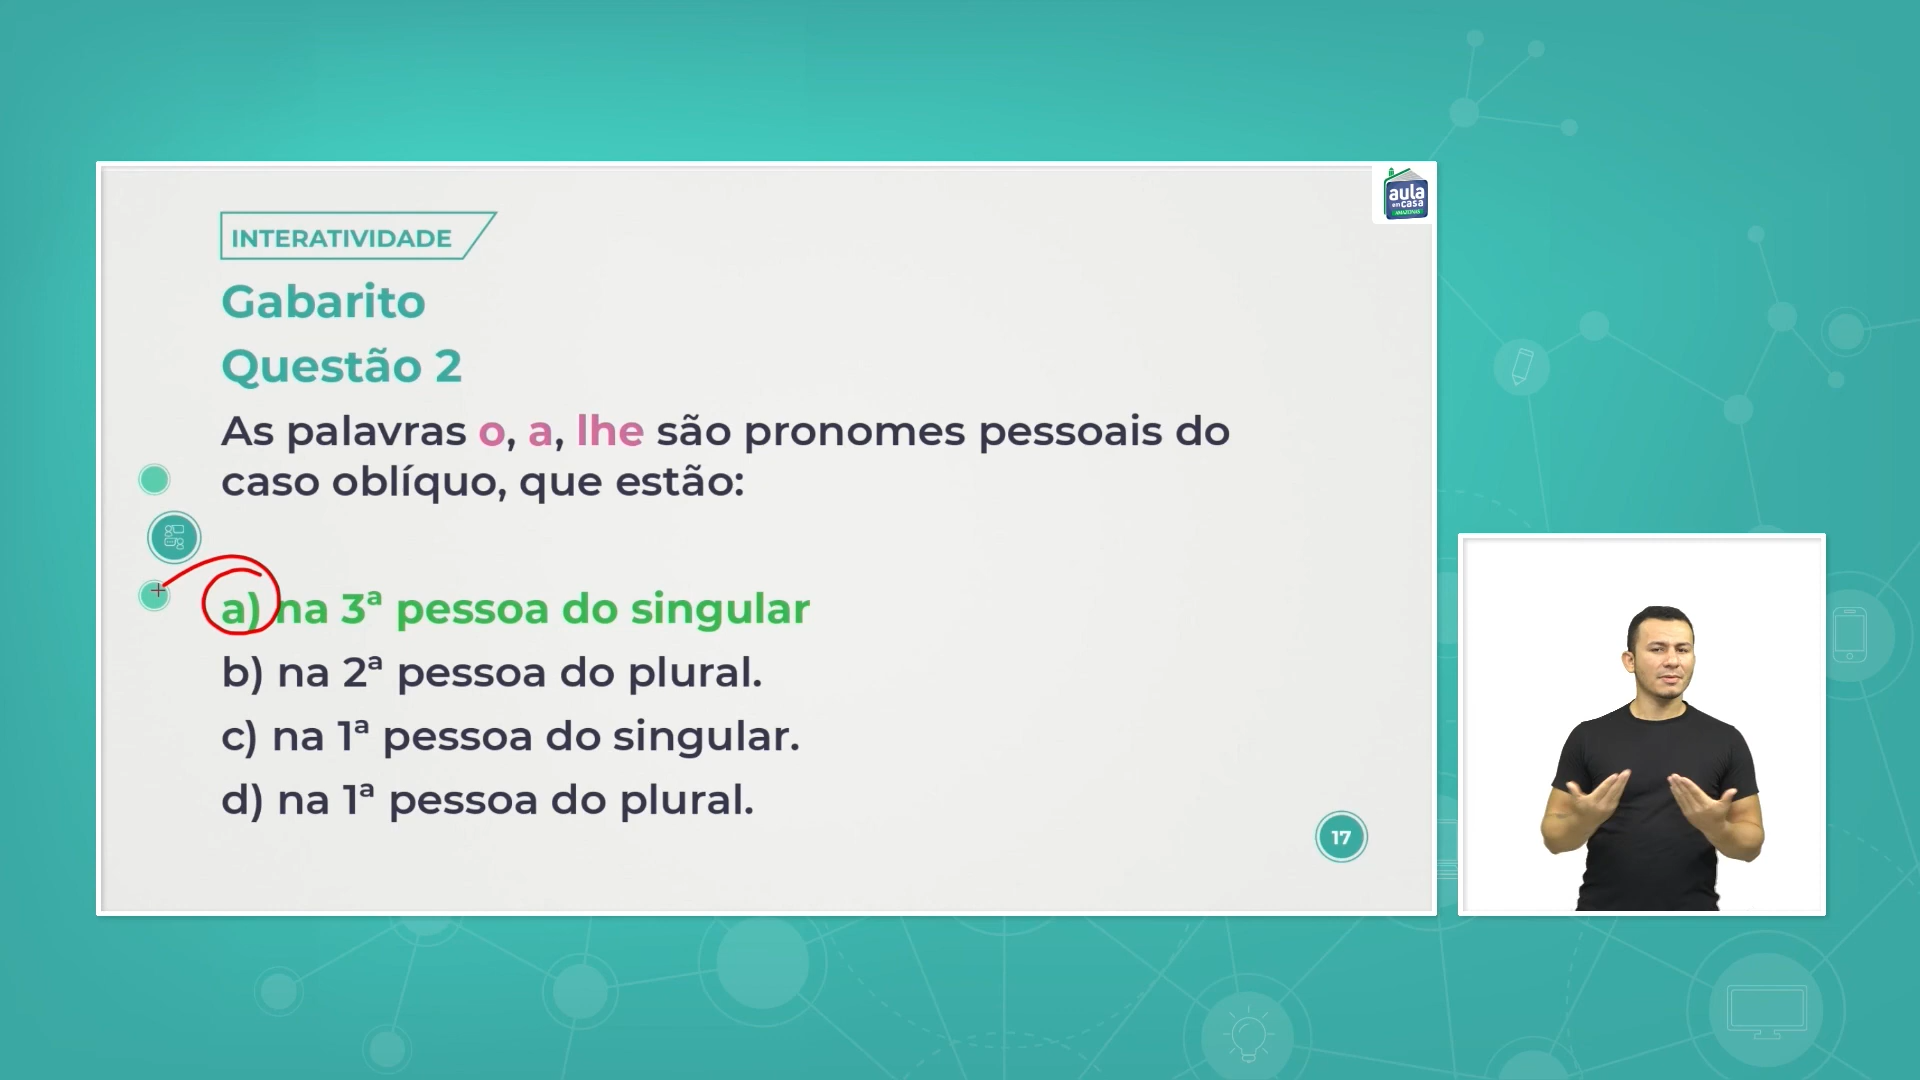 aula
em casa
AMAZONAS
INTERATIVIDADE
Gabarito
Questão 2
As palavras o, a, lhe são pronomes pessoais do
caso oblíquo, que estão:
a) na 3ª pessoa do singular
b) na 2ª pessoa do plural.
c) na 1ª pessoa do singular.
d) na 1ª pessoa do plural.
17